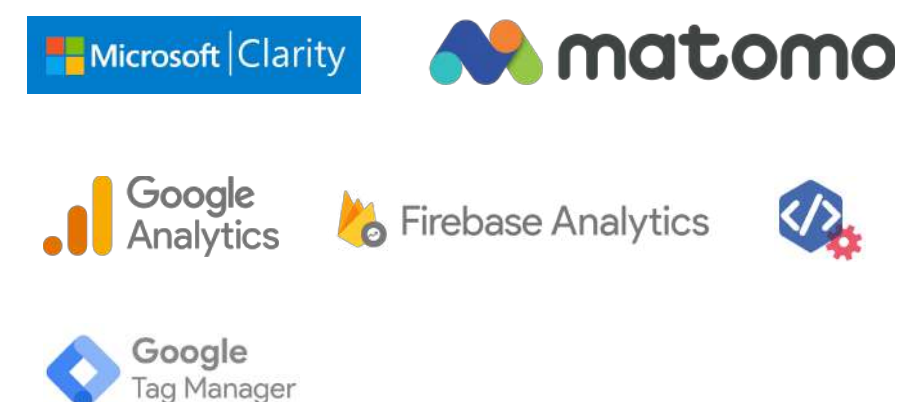 Microsoft | Clarity
matomo
Google
Analytics
Firebase Analytics
</>
Google
Tag Manager